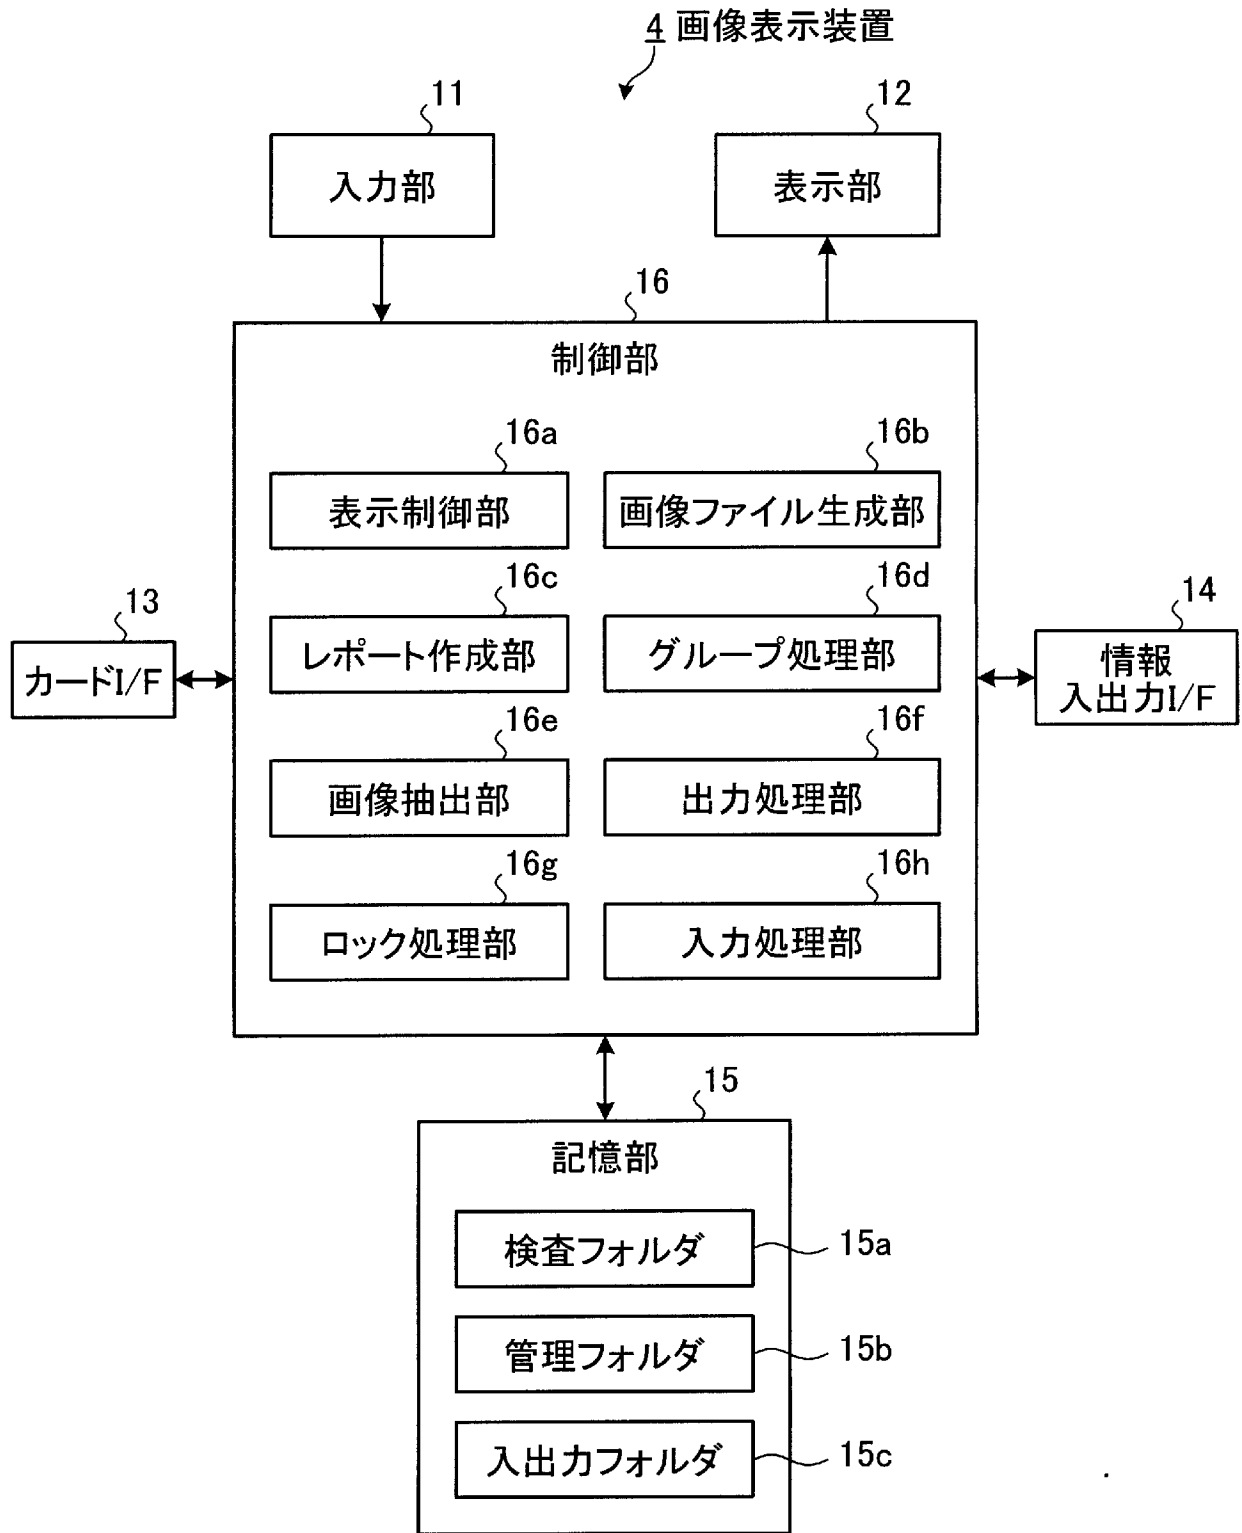 4 画像表示装置
11
12
入力部
表示部
16
制御部
16a
16b
表示制御部
画像ファイル生成部
16c
16d
レポート作成部
グループ処理部
13
14
カードI/F
情報
入出力I/F
16e
16f
画像抽出部
出力処理部
16g
16h
ロック処理部
入力処理部
15
記憶部
検査フォルダ
15a
管理フォルダ
15b
入出力フォルダ
15c